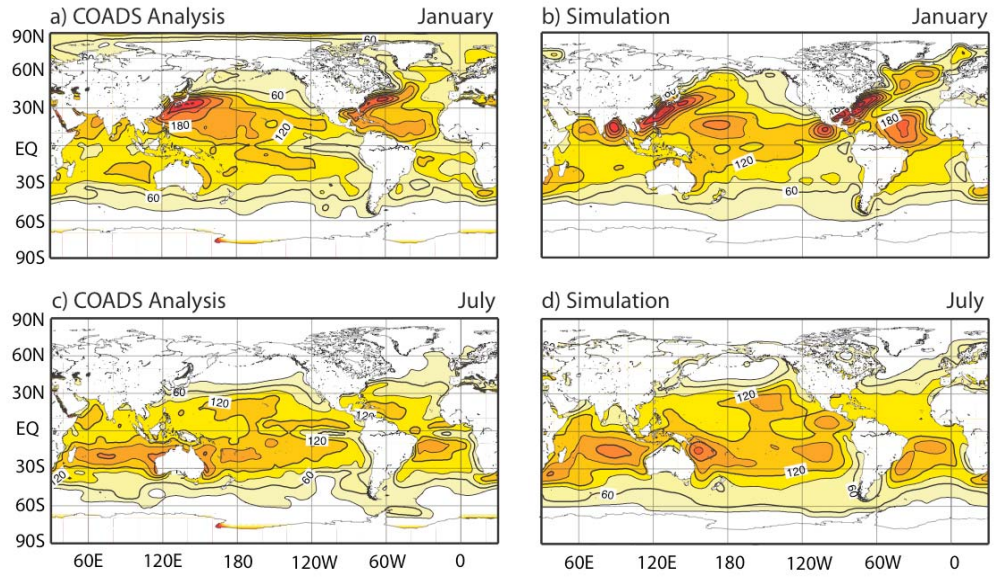 a) COADS Analysis January
b) Simulation January
90N
60N
30N
EQ
30S
60S
90S
60
60
180
120
60
180
120
60
c) COADS Analysis July
d) Simulation July
90N
60N
30N
EQ
30S
60S
90S
60
120
120
120
60
120
120
60
60
60E 120E 180 120W 60W 0
60E 120E 180 120W 60W 0